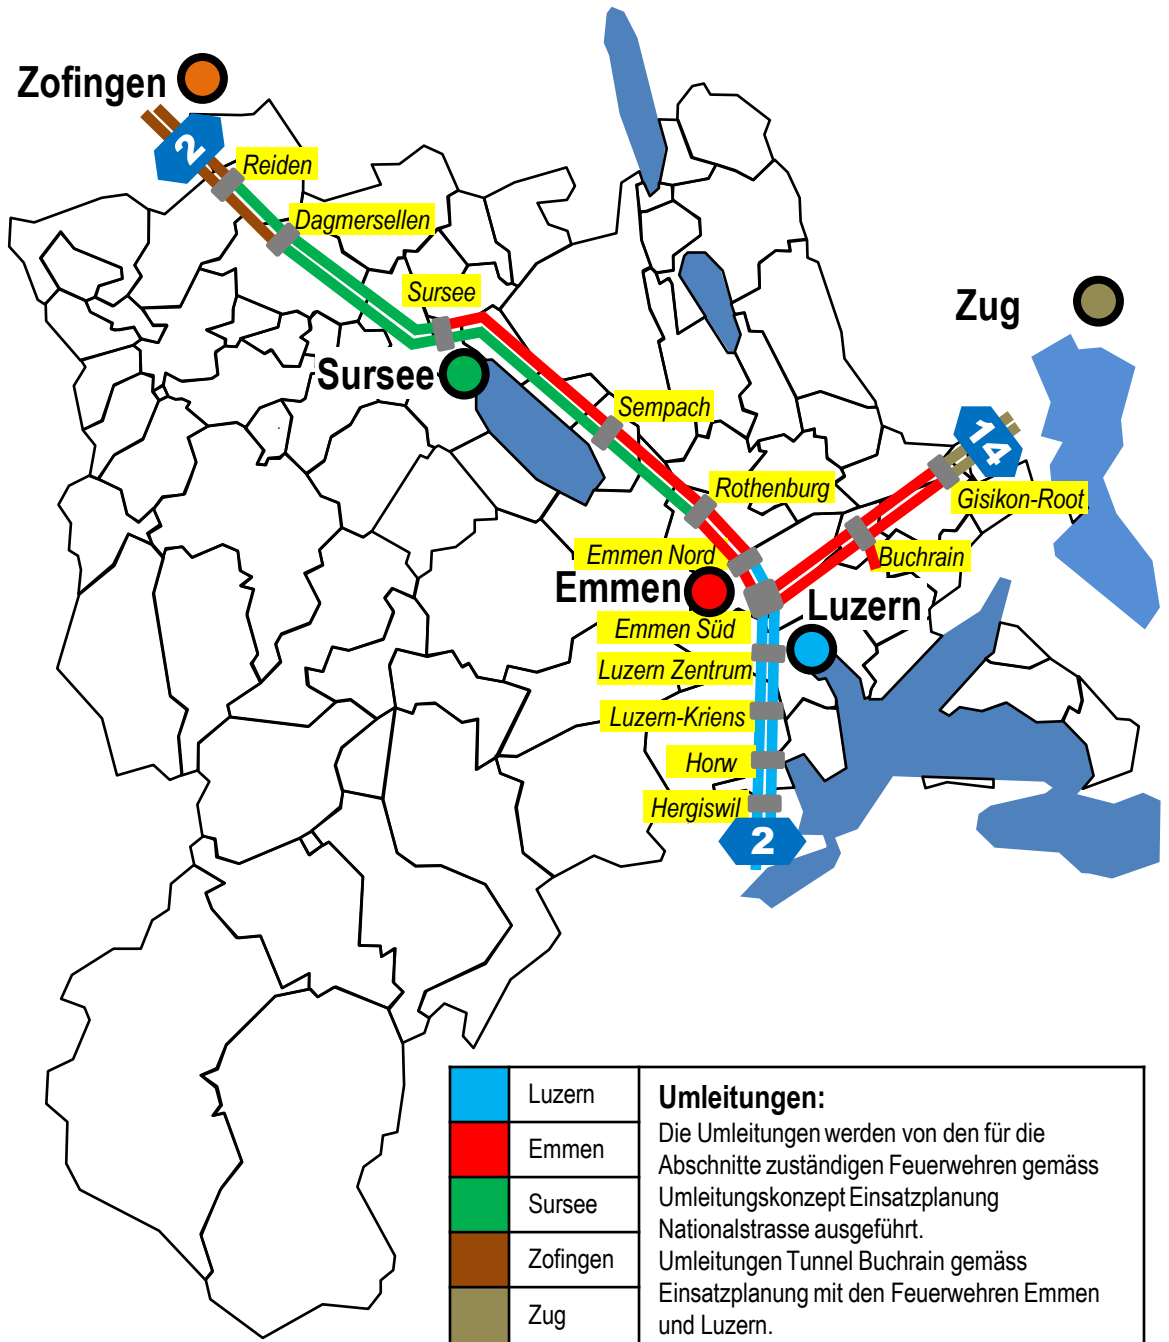 Zofingen
2
Reiden
Dagmersellen
Sursee
Zug
Sursee
Sempach
14
Rothenburg
Gisikon-Root
Emmen Nord
Buchrain
Emmen
Luzern
Emmen Süd
Luzern Zentrum
Luzern-Kriens
Horw
Hergiswil
2
Luzern
Emmen
Sursee
Zofingen
Zug
Umleitungen:
Die Umleitungen werden von den für die
Abschnitte zuständigen Feuerwehren gemäss
Umleitungskonzept Einsatzplanung
Nationalstrasse ausgeführt.
Umleitungen Tunnel Buchrain gemäss
Einsatzplanung mit den Feuerwehren Emmen
und Luzern.